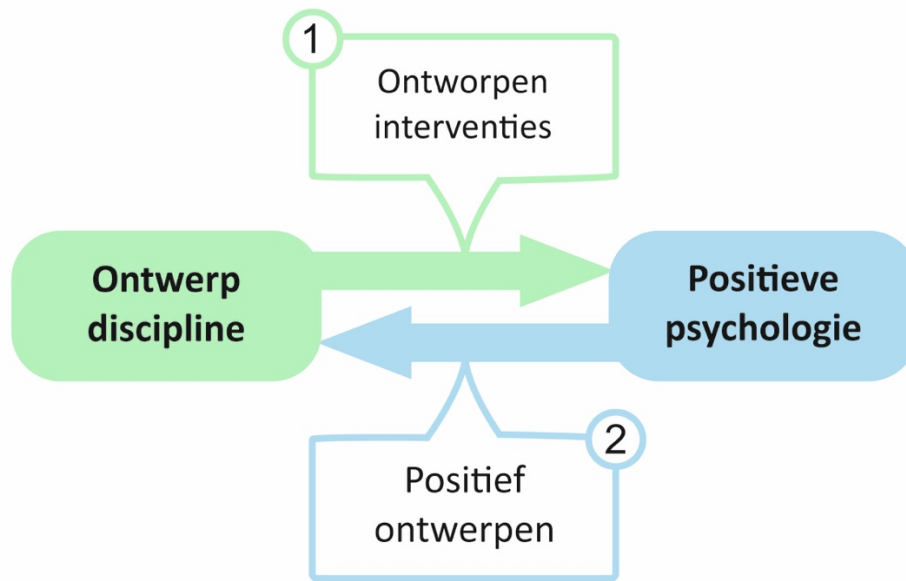 1
Ontworpen
interventies
Ontwerp
discipline
Positieve
psychologie
2
Positief
ontwerpen